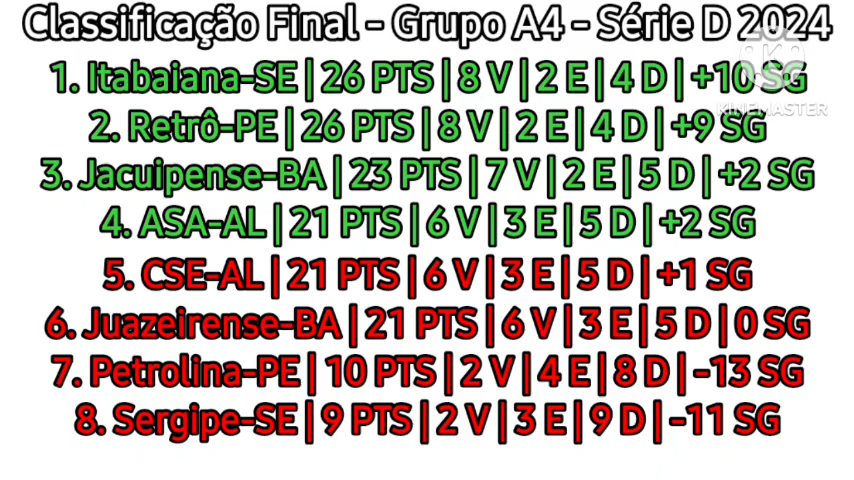 Classificação Final - Grupo A4 - Série D 2024
1. Itabaiana-SE | 26 PTS | 8 V | 2 E | 4 D | +10 SG
KINEMASTER
2. Retrô-PE | 26 PTS | 8 V | 2 E | 4 D | +9 SG
3. Jacuipense-BA | 23 PTS | 7 V | 2 E | 5 D | +2 SG
4. ASA-AL | 21 PTS | 6 V | 3 E | 5 D | +2 SG
5. CSE-AL | 21 PTS | 6 V | 3 E | 5 D | +1 SG
6. Juazeirense-BA | 21 PTS | 6 V | 3 E | 5 D | 0 SG
7. Petrolina-PE | 10 PTS | 2 V | 4 E | 8 D | -13 SG
8. Sergipe-SE | 9 PTS | 2 V | 3 E | 9 D | -11 SG